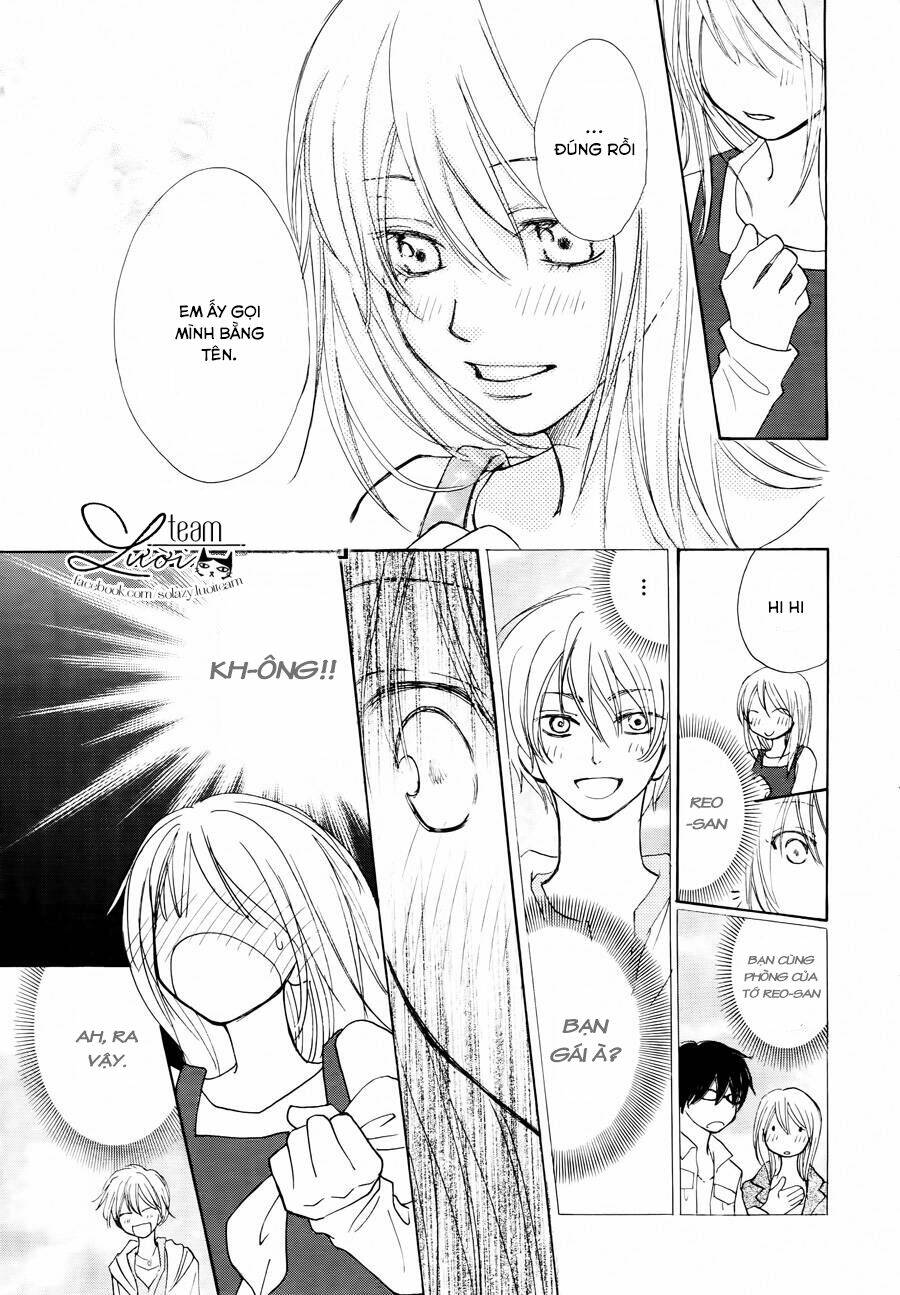 ...
ĐÚNG RỒI
EM ẤY GỌI
MÌNH BẰNG
TÊN.
team
Lười
facebook.com/solazy.luoiteam
HI HI
REO
-SAN
BẠN CÙNG
PHÒNG CỦA
TỚ REO-SAN
...
BẠN
GÁI À?
KH-ÔNG!!
AH, RA
VẬY.